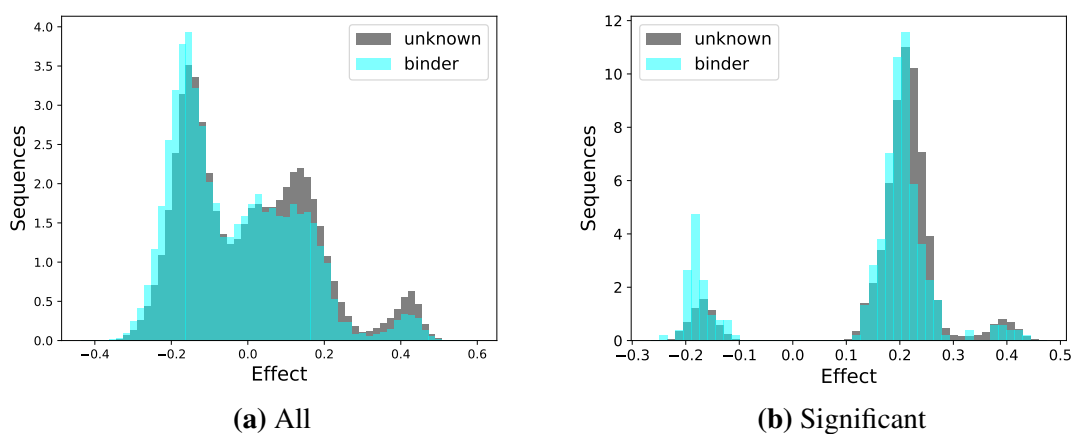 4.0
3.5
3.0
2.5
2.0
1.5
1.0
0.5
0.0
Sequences
−0.4 −0.2 0.0 0.2 0.4 0.6
Effect
unknown
binder
(a) All
12
10
8
6
4
2
0
Sequences
−0.3 −0.2 −0.1 0.0 0.1 0.2 0.3 0.4 0.5
Effect
unknown
binder
(b) Significant